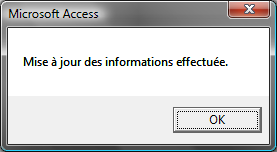 Microsoft Access
Mise à jour des informations effectuée.
OK